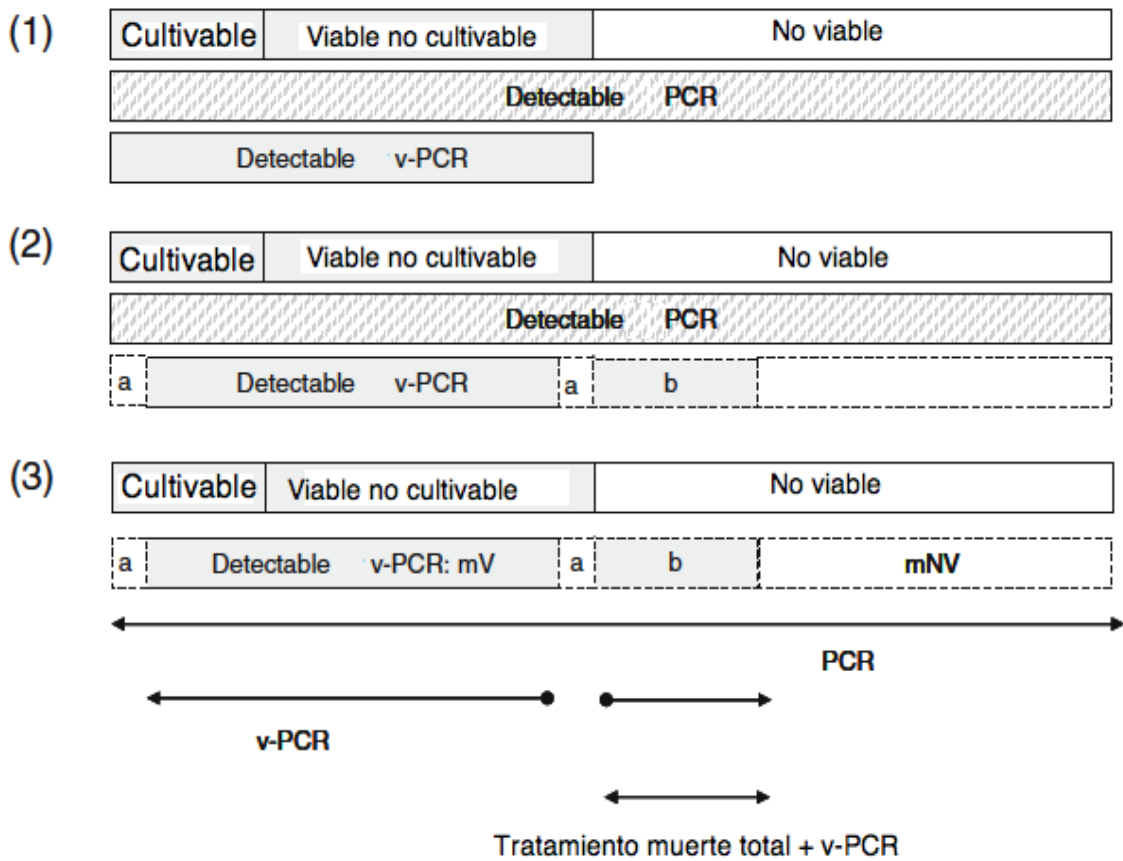 (1)
Cultivable Viable no cultivable No viable
Detectable PCR
Detectable v-PCR
(2)
Cultivable Viable no cultivable No viable
Detectable PCR
a Detectable v-PCR a b
(3)
Cultivable Viable no cultivable No viable
a Detectable v-PCR: mV a b mNV
PCR
v-PCR
Tratamiento muerte total + v-PCR